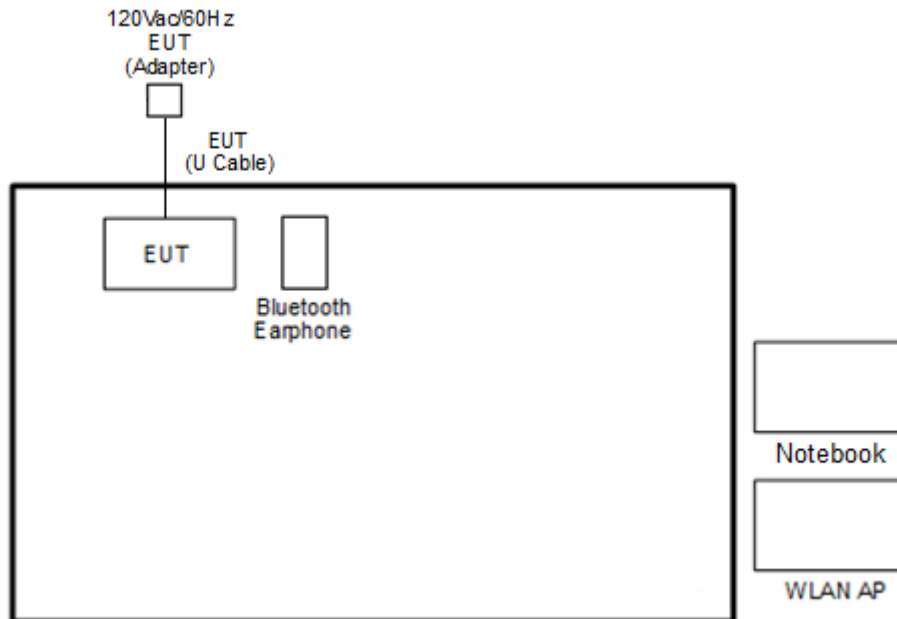 120Vac/60Hz
EUT
(Adapter)
EUT
(U Cable)
EUT
Bluetooth
Earphone
Notebook
WLAN AP